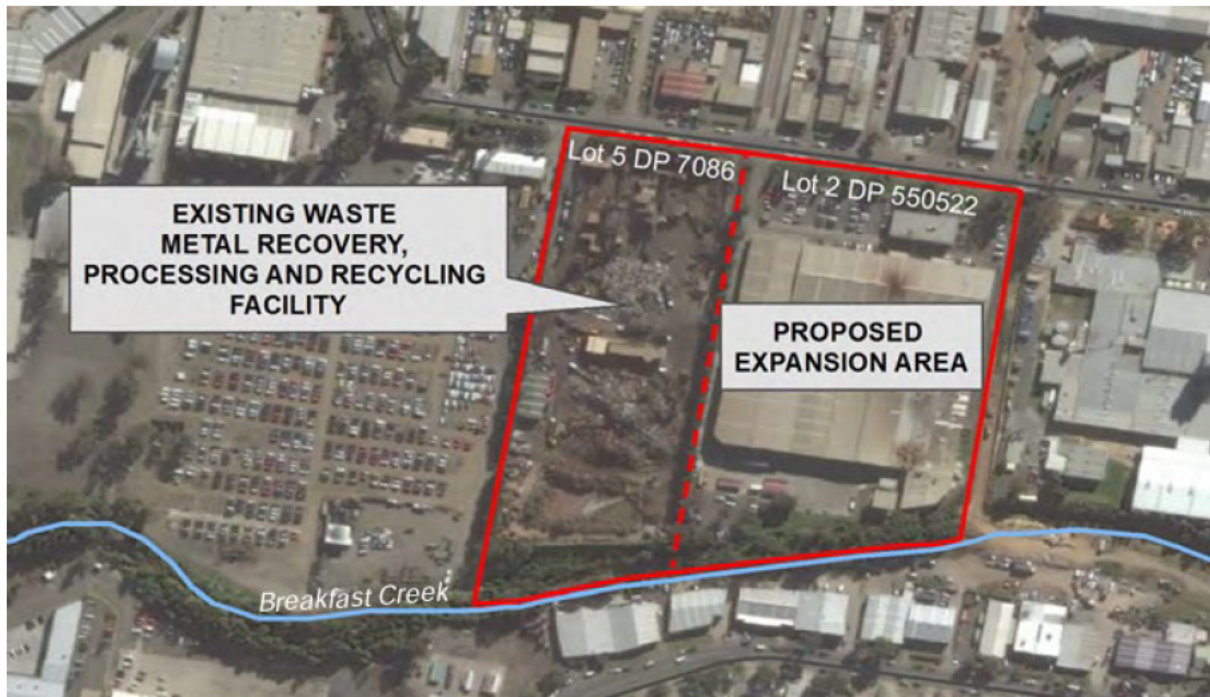 Lot 5 DP 7086
Lot 2 DP 550522
EXISTING WASTE
METAL RECOVERY,
PROCESSING AND RECYCLING
FACILITY
PROPOSED
EXPANSION AREA
Breakfast Creek